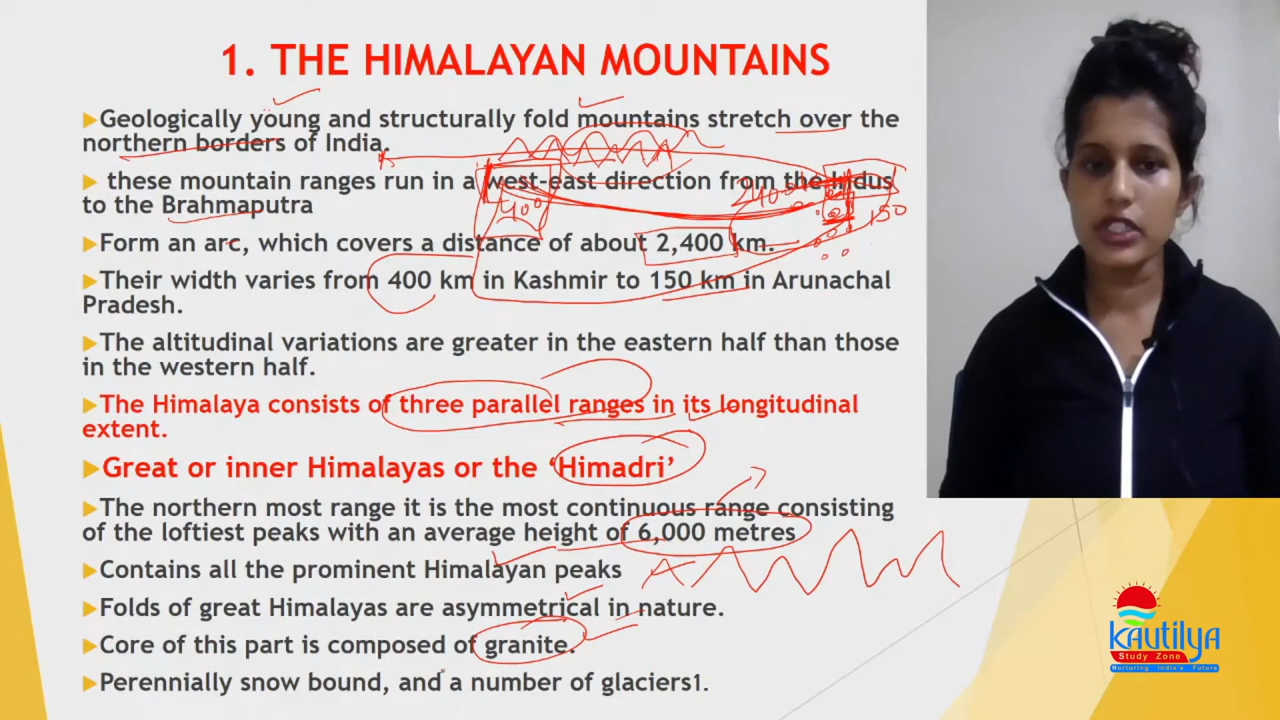 1. THE HIMALAYAN MOUNTAINS
Geologically young and structurally fold mountains stretch over the
northern borders of India.
these mountain ranges run in a west-east direction from the Indus
to the Brahmaputra
400
2400
150
Form an arc, which covers a distance of about 2,400 km.
Their width varies from 400 km in Kashmir to 150 km in Arunachal
Pradesh.
The altitudinal variations are greater in the eastern half than those
in the western half.
The Himalaya consists of three parallel ranges in its longitudinal
extent.
Great or inner Himalayas or the ‘Himadri’
The northern most range it is the most continuous range consisting
of the loftiest peaks with an average height of 6,000 metres
Contains all the prominent Himalayan peaks
Folds of great Himalayas are asymmetrical in nature.
Core of this part is composed of granite.
Perennially snow bound, and a number of glaciers1.
Kautilya
Study Zone
Nurturing India's Future